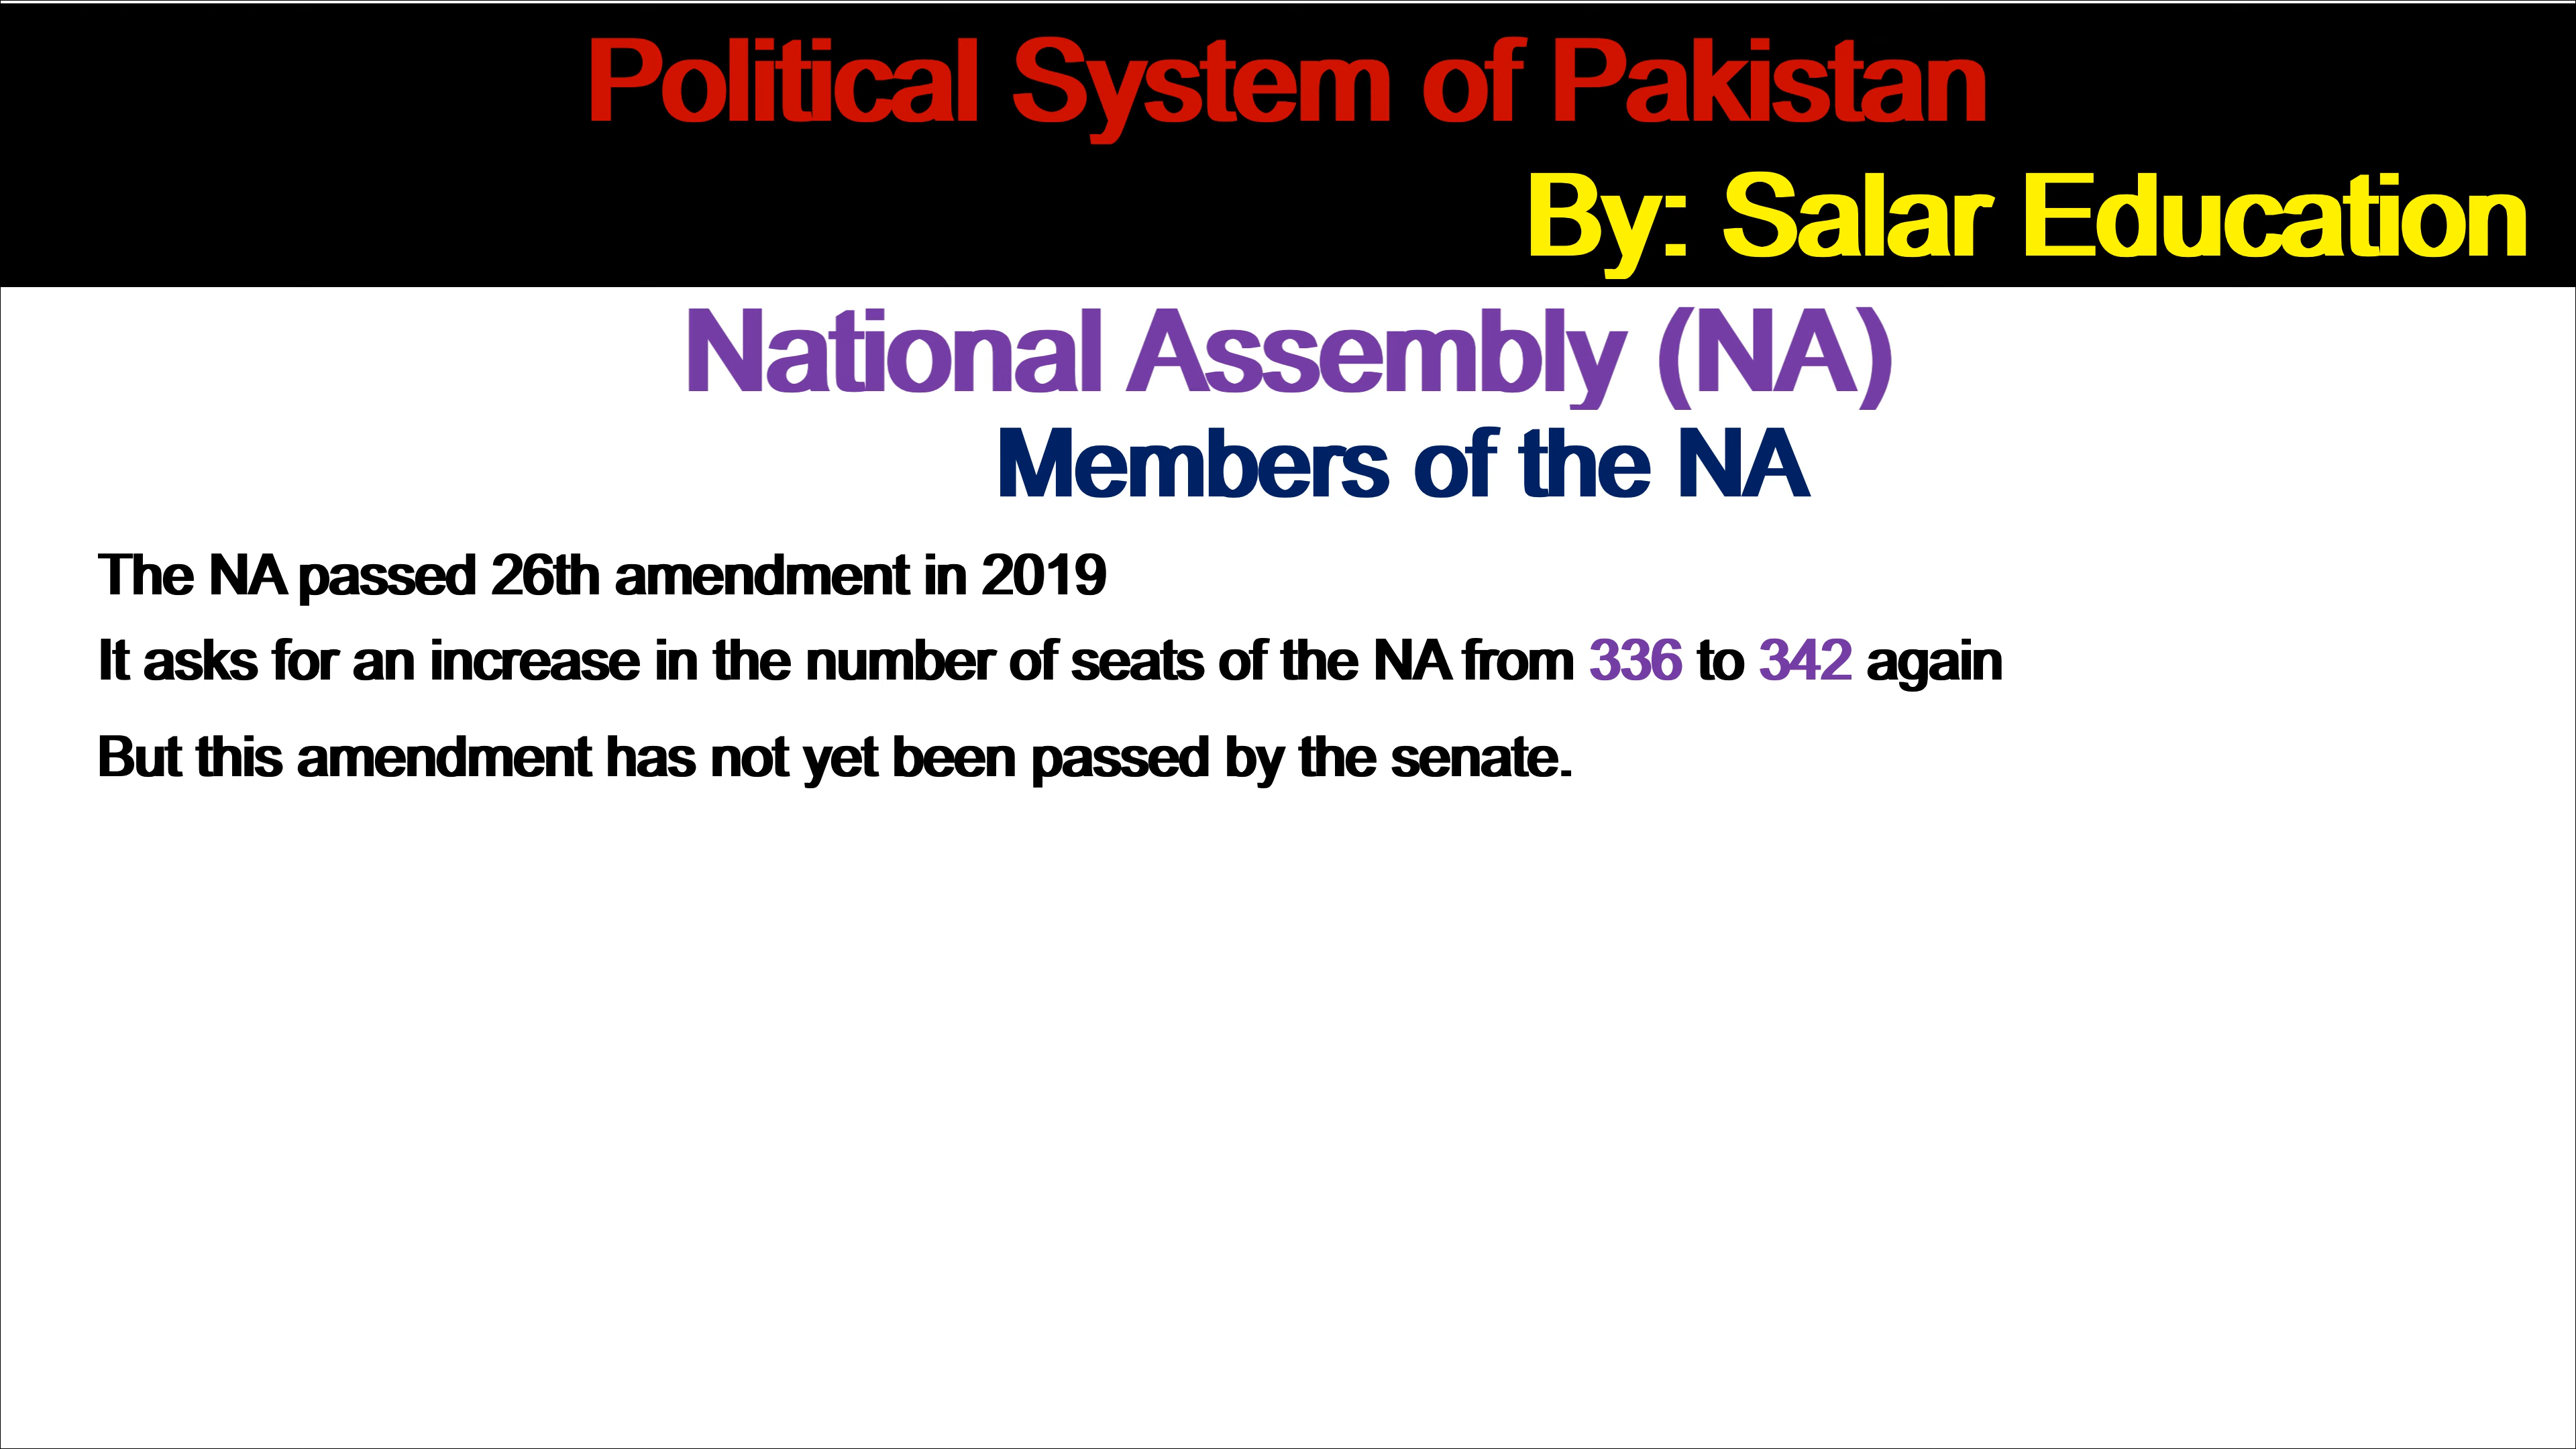 Political System of Pakistan
By: Salar Education
National Assembly (NA)
Members of the NA
The NA passed 26th amendment in 2019
It asks for an increase in the number of seats of the NA from 336 to 342 again
But this amendment has not yet been passed by the senate.